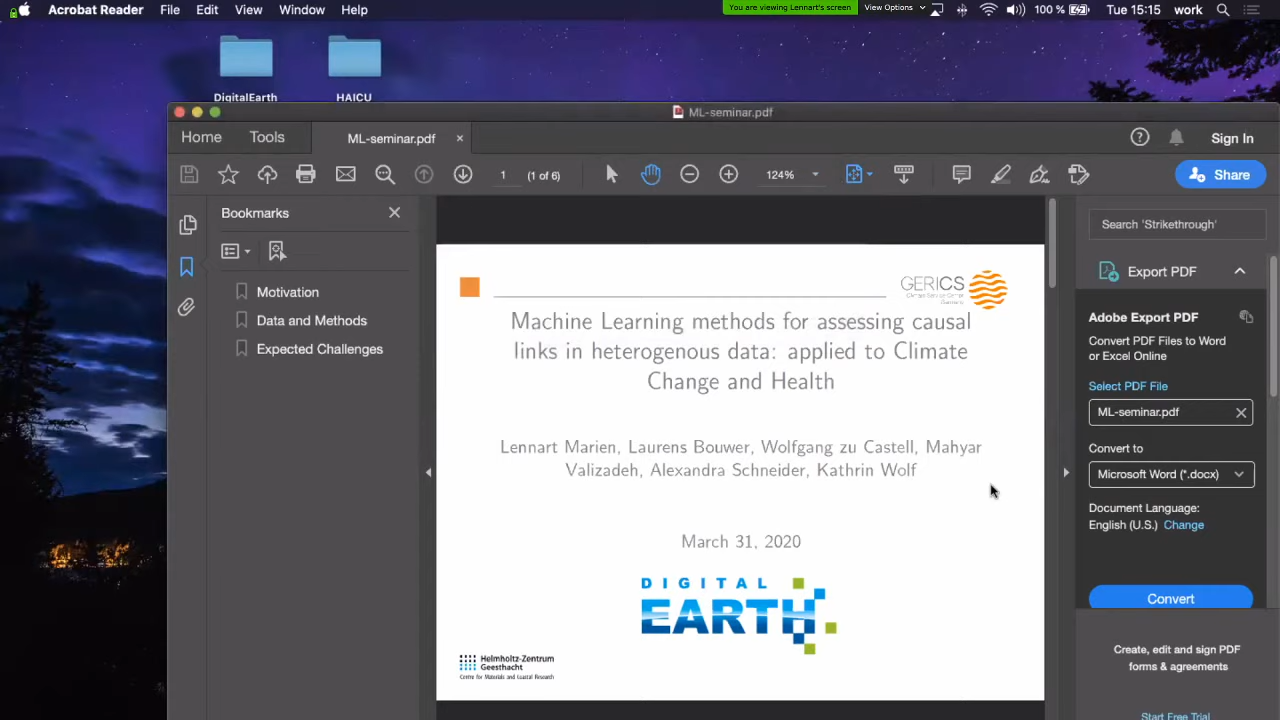 Acrobat Reader File Edit View Window Help You are viewing Lennart's screen View Options 100 % Tue 15:15 work
DigitalEarth HAICU
ML-seminar.pdf
Home Tools ML-seminar.pdf × Sign In
1 (1 of 6) 124% Share
Bookmarks
Motivation
Data and Methods
Expected Challenges
GERICS
Machine Learning methods for assessing causal
links in heterogenous data: applied to Climate
Change and Health
Lennart Marien, Laurens Bouwer, Wolfgang zu Castell, Mahyar
Valizadeh, Alexandra Schneider, Kathrin Wolf
March 31, 2020
DIGITAL
EARTH
Helmholtz-Zentrum
Geesthacht
Centre for Materials and Coastal Research
Search 'Strikethrough'
Export PDF
Adobe Export PDF
Convert PDF Files to Word
or Excel Online
Select PDF File
ML-seminar.pdf
Convert to
Microsoft Word (*.docx)
Document Language:
English (U.S.) Change
Convert
Create, edit and sign PDF
forms & agreements
Start Free Trial